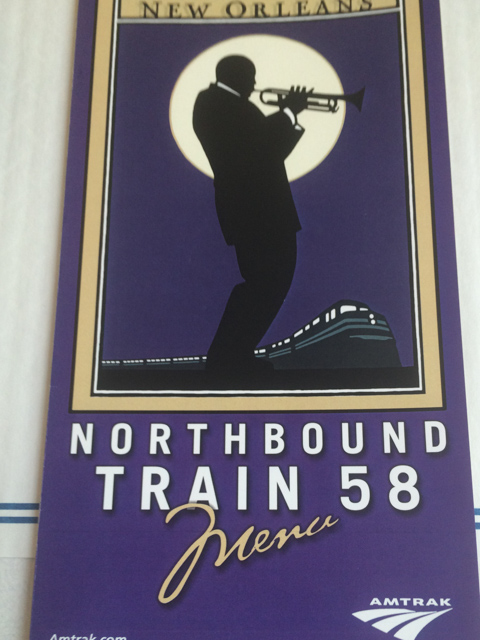 NEW ORLEANS
NORTHBOUND
TRAIN 58
Menu
AMTRAK
Amtrak.com